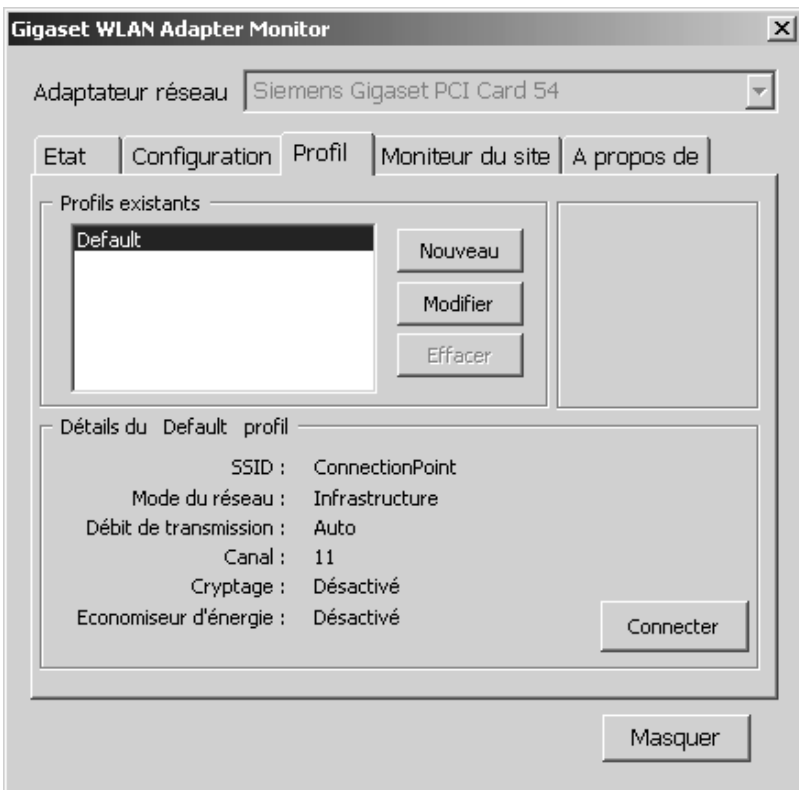 Gigaset WLAN Adapter Monitor
Adaptateur réseau Siemens Gigaset PCI Card 54
Etat Configuration Profil Moniteur du site A propos de
Profils existants
Default
Nouveau
Modifier
Effacer
Détails du Default profil
SSID : ConnectionPoint
Mode du réseau : Infrastructure
Débit de transmission : Auto
Canal : 11
Cryptage : Désactivé
Economiseur d'énergie : Désactivé
Connecter
Masquer